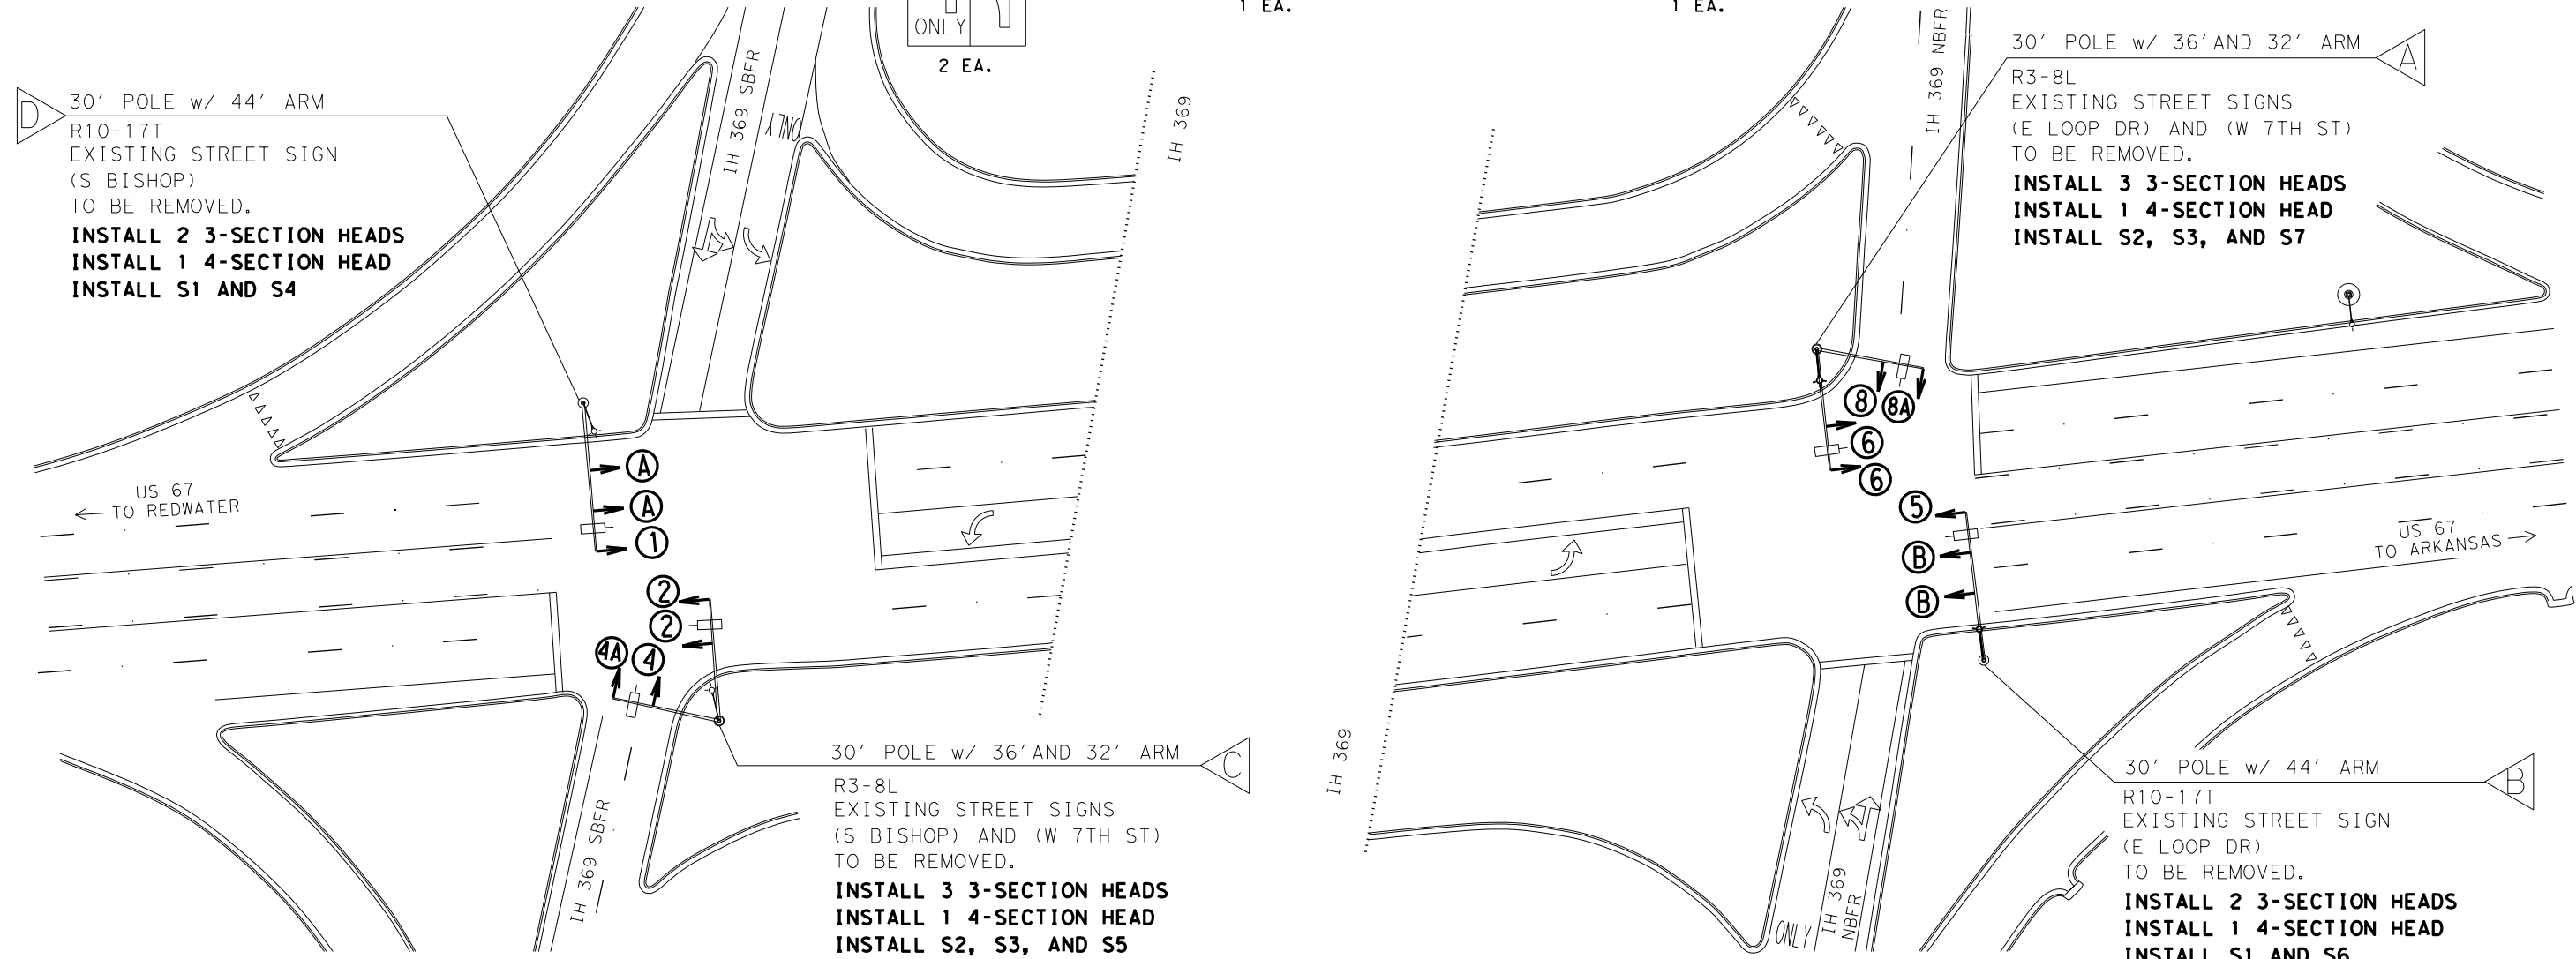 1 EA.
1 EA.
ONLY
2 EA.
D
30' POLE w/ 44' ARM
R10-17T
EXISTING STREET SIGN
(S BISHOP)
TO BE REMOVED.
INSTALL 2 3-SECTION HEADS
INSTALL 1 4-SECTION HEAD
INSTALL S1 AND S4
IH 369 SBFR
ONLY
IH 369
IH 369 NBFR
A
30' POLE w/ 36'AND 32' ARM
R3-8L
EXISTING STREET SIGNS
(E LOOP DR) AND (W 7TH ST)
TO BE REMOVED.
INSTALL 3 3-SECTION HEADS
INSTALL 1 4-SECTION HEAD
INSTALL S2, S3, AND S7
US 67
TO REDWATER
A
A
1
2
2
4A
4
8
8A
6
6
5
B
B
US 67
TO ARKANSAS
IH 369 SBFR
C
30' POLE w/ 36'AND 32' ARM
R3-8L
EXISTING STREET SIGNS
(S BISHOP) AND (W 7TH ST)
TO BE REMOVED.
INSTALL 3 3-SECTION HEADS
INSTALL 1 4-SECTION HEAD
INSTALL S2, S3, AND S5
IH 369
ONLY
IH 369
NBFR
B
30' POLE w/ 44' ARM
R10-17T
EXISTING STREET SIGN
(E LOOP DR)
TO BE REMOVED.
INSTALL 2 3-SECTION HEADS
INSTALL 1 4-SECTION HEAD
INSTALL S1 AND S6